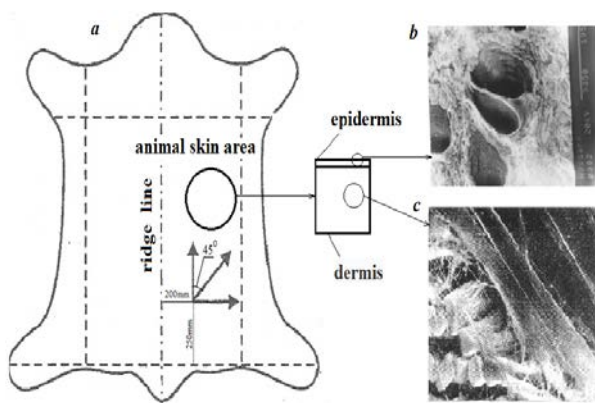 a
b
epidermis
animal skin area
c
ridge line
dermis
45°
200mm
250mm